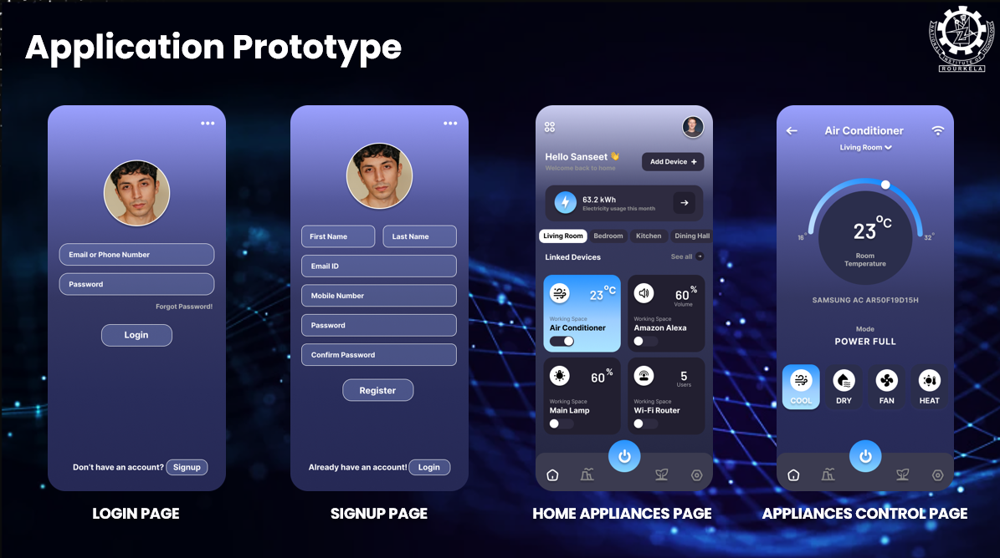 Application Prototype
NATIONAL INSTITUTE OF TECHNOLOGY
ROURKELA
Email or Phone Number
Password
Forgot Password!
Login
Don't have an account? Signup
LOGIN PAGE
First Name Last Name
Email ID
Mobile Number
Password
Confirm Password
Register
Already have an account! Login
SIGNUP PAGE
Hello Sanseet 👋
Welcome back to home
Add Device +
63.2 kWh
Electricity usage this month
Living Room Bedroom Kitchen Dining Hall
Linked Devices See all
23°C
Working Space
Air Conditioner
60%
Volume
Working Space
Amazon Alexa
60%
Working Space
Main Lamp
5
Users
Working Space
Wi-Fi Router
HOME APPLIANCES PAGE
Air Conditioner
Living Room
16° 32°
23°C
Room
Temperature
SAMSUNG AC AR50F19D15H
Mode
POWER FULL
COOL DRY FAN HEAT
APPLIANCES CONTROL PAGE